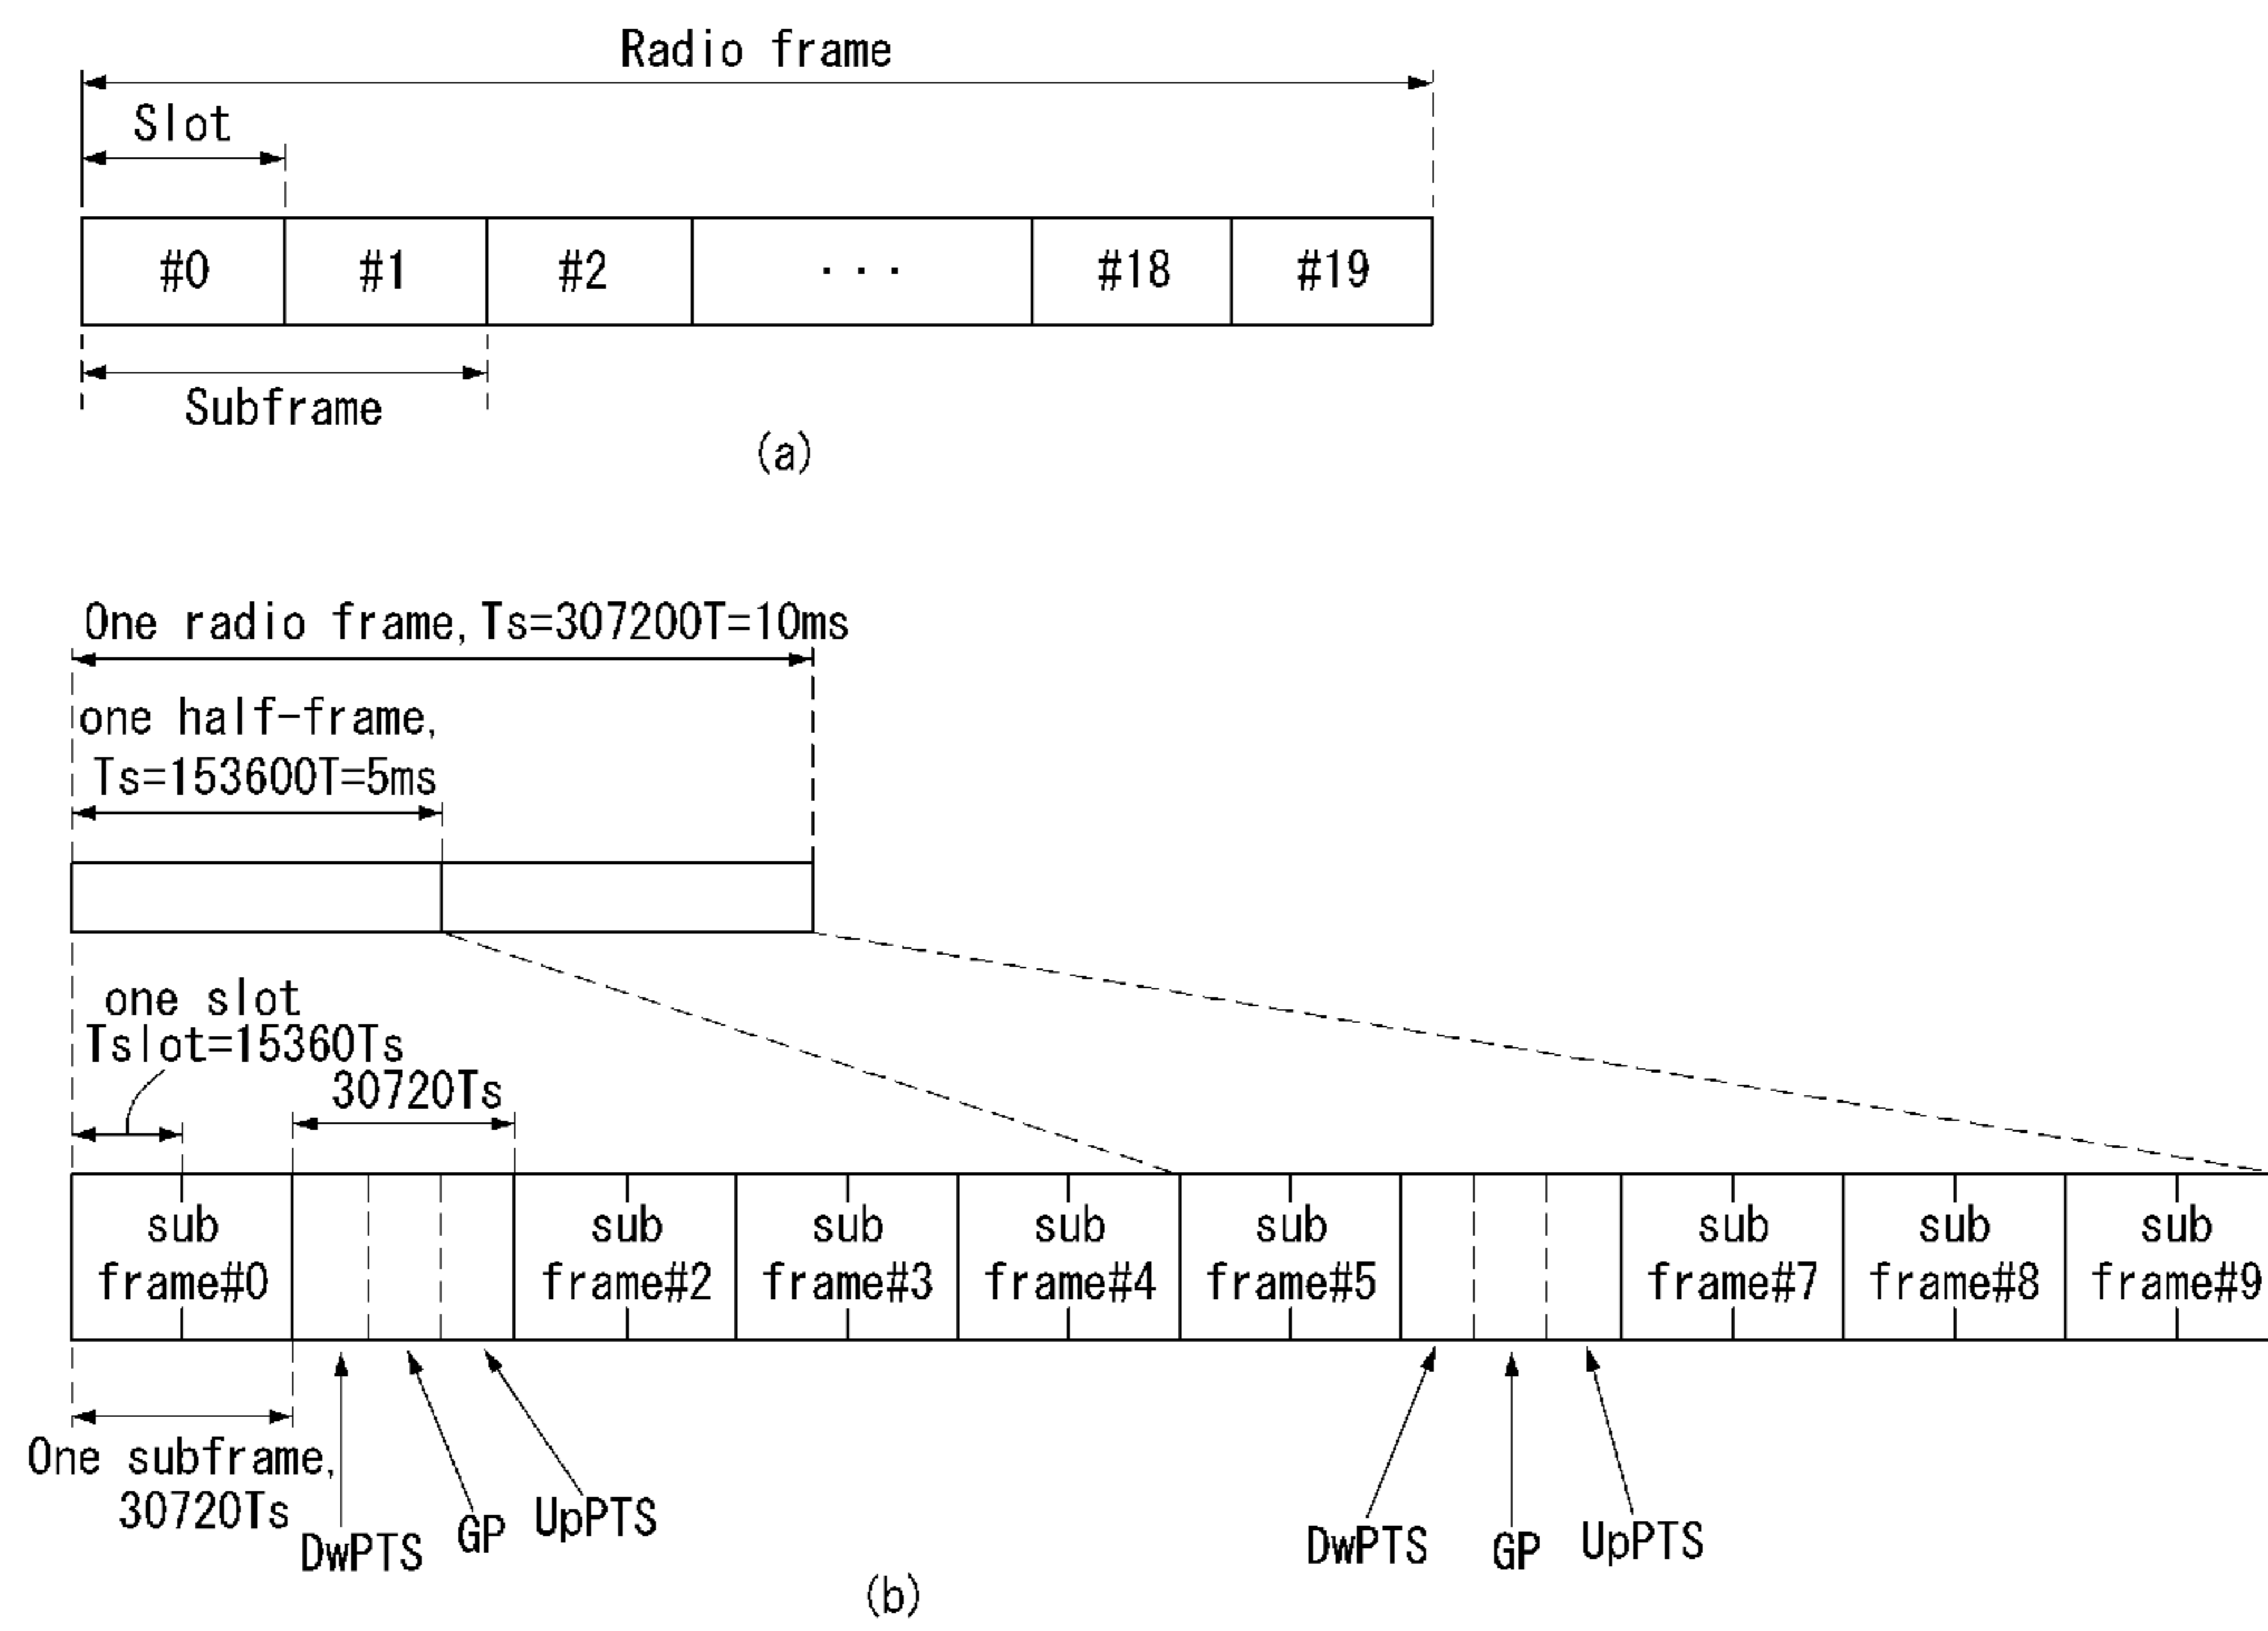 Radio frame
Slot
#0 #1 #2 ... #18 #19
Subframe
(a)
One radio frame, Ts=307200T=10ms
one half-frame,
Ts=153600T=5ms
one slot
Tslot=15360Ts
30720Ts
sub sub sub sub sub sub sub sub
frame#0 frame#2 frame#3 frame#4 frame#5 frame#7 frame#8 frame#9
One subframe,
30720Ts
DwPTS GP UpPTS DwPTS GP UpPTS
(b)